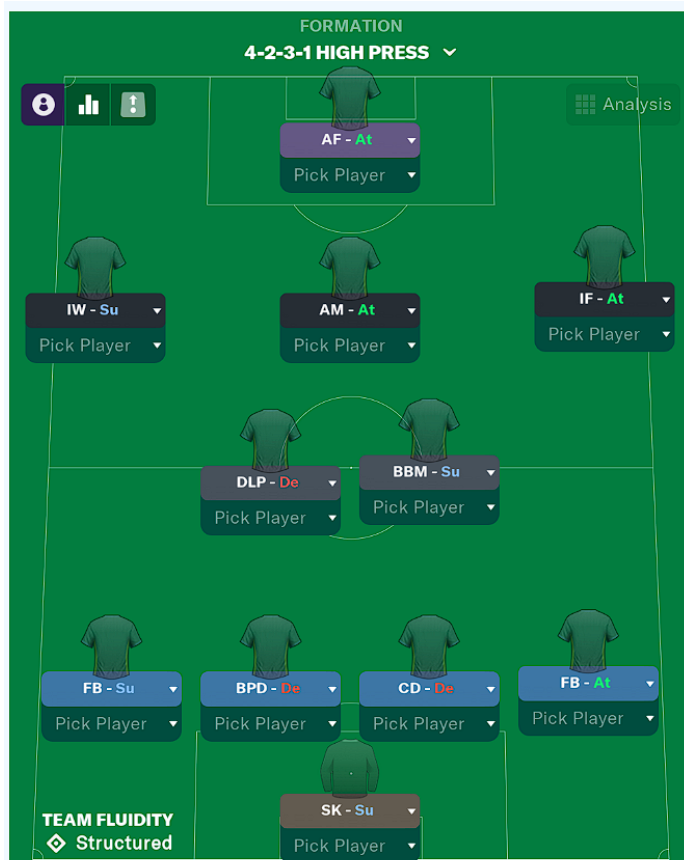 FORMATION
4-2-3-1 HIGH PRESS
Analysis
AF - At
Pick Player
IW - Su
Pick Player
AM - At
Pick Player
IF - At
Pick Player
DLP - De
Pick Player
BBM - Su
Pick Player
FB - Su
Pick Player
BPD - De
Pick Player
CD - De
Pick Player
FB - At
Pick Player
SK - Su
Pick Player
TEAM FLUIDITY
Structured